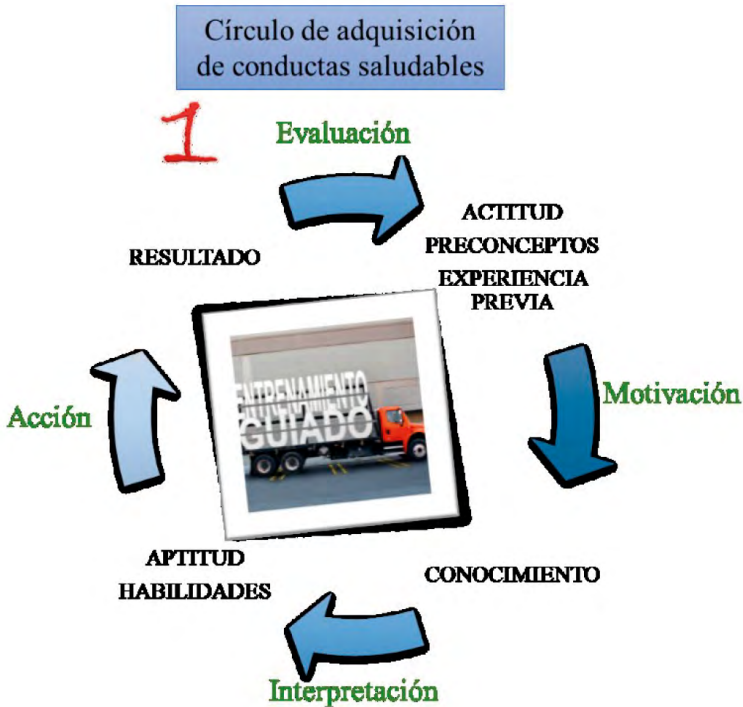 Círculo de adquisición
de conductas saludables
1
Evaluación
ACTITUD
PRECONCEPTOS
EXPERIENCIA
PREVIA
RESULTADO
ENTRENAMIENTO
GUIADO
Motivación
Acción
APTITUD
HABILIDADES
CONOCIMIENTO
Interpretación